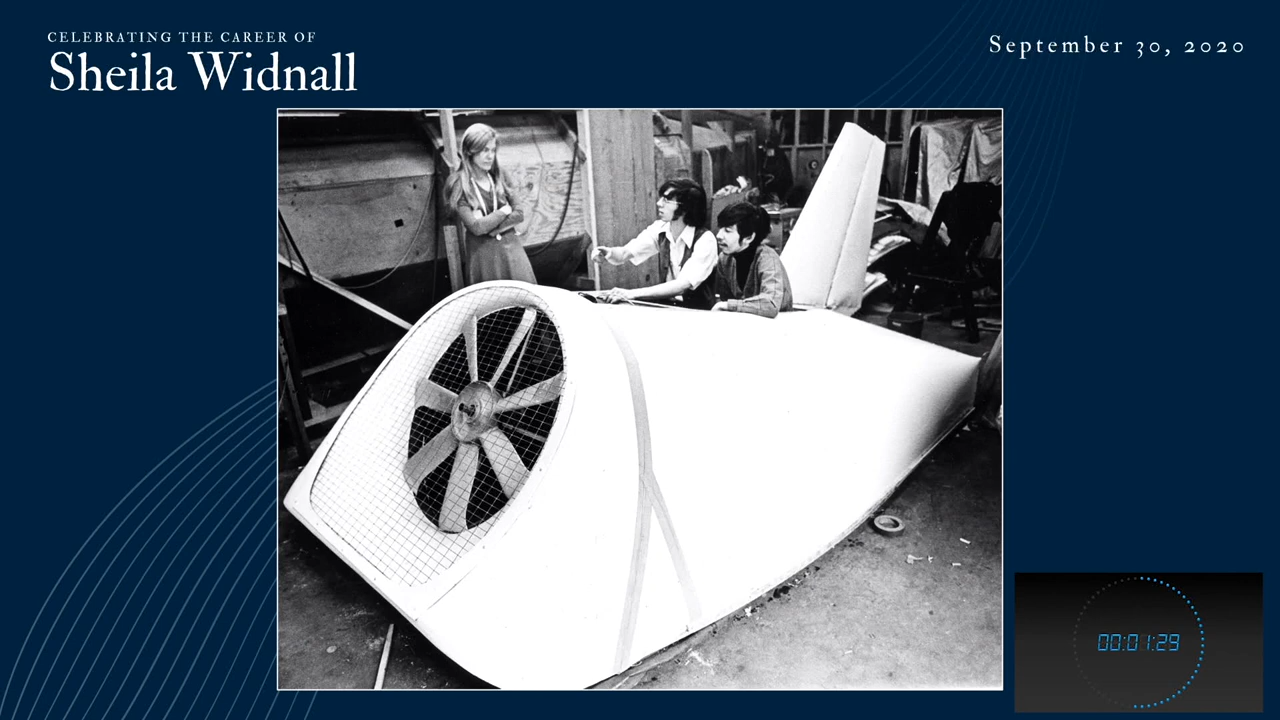 CELEBRATING THE CAREER OF
Sheila Widnall
September 30, 2020
00:01:29